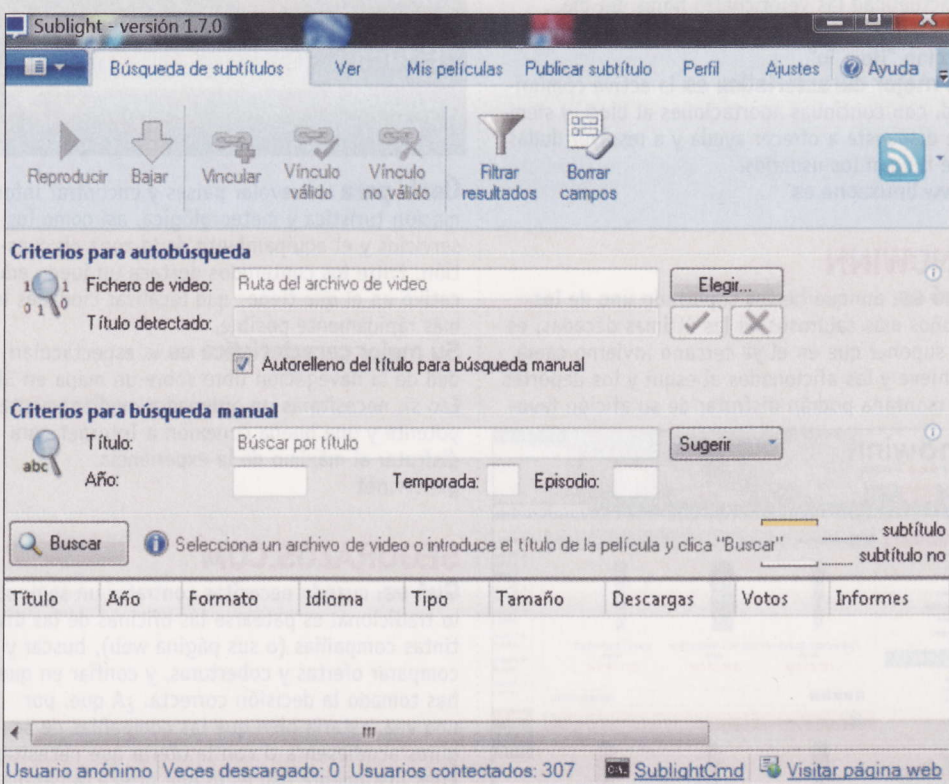 Sublight - versión 1.7.0
Búsqueda de subtítulos Ver Mis películas Publicar subtítulo Perfil Ajustes Ayuda
Reproducir Bajar Vincular Vínculo válido Vínculo no válido Filtrar resultados Borrar campos
Criterios para autobúsqueda
Fichero de video: Ruta del archivo de video Elegir...
Título detectado:
Autorelleno del título para búsqueda manual
Criterios para búsqueda manual
abc Título: Búscar por título Sugerir
Año: Temporada: Episodio:
Buscar Selecciona un archivo de video o introduce el título de la película y clica "Buscar" subtítulo
subtítulo no
Título Año Formato Idioma Tipo Tamaño Descargas Votos Informes
Usuario anónimo Veces descargado: 0 Usuarios contectados: 307 SublightCmd Visitar página web